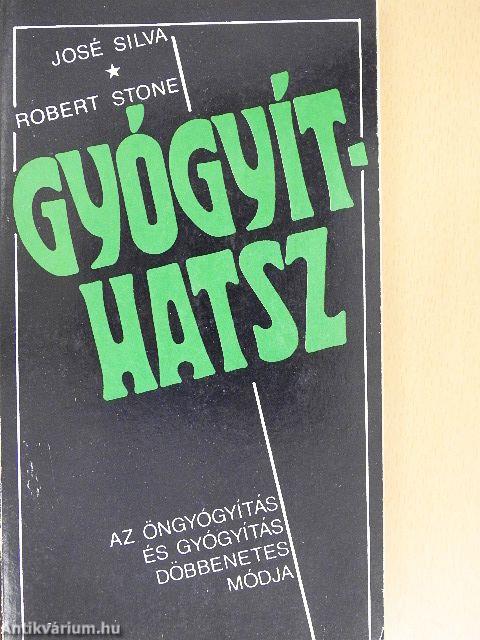 JOSÉ SILVA
★
ROBERT STONE
GYÓGYÍT-
HATSZ
AZ ÖNGYÓGYÍTÁS
ÉS GYÓGYÍTÁS
DÖBBENETES
MÓDJA
Antikvárium.hu